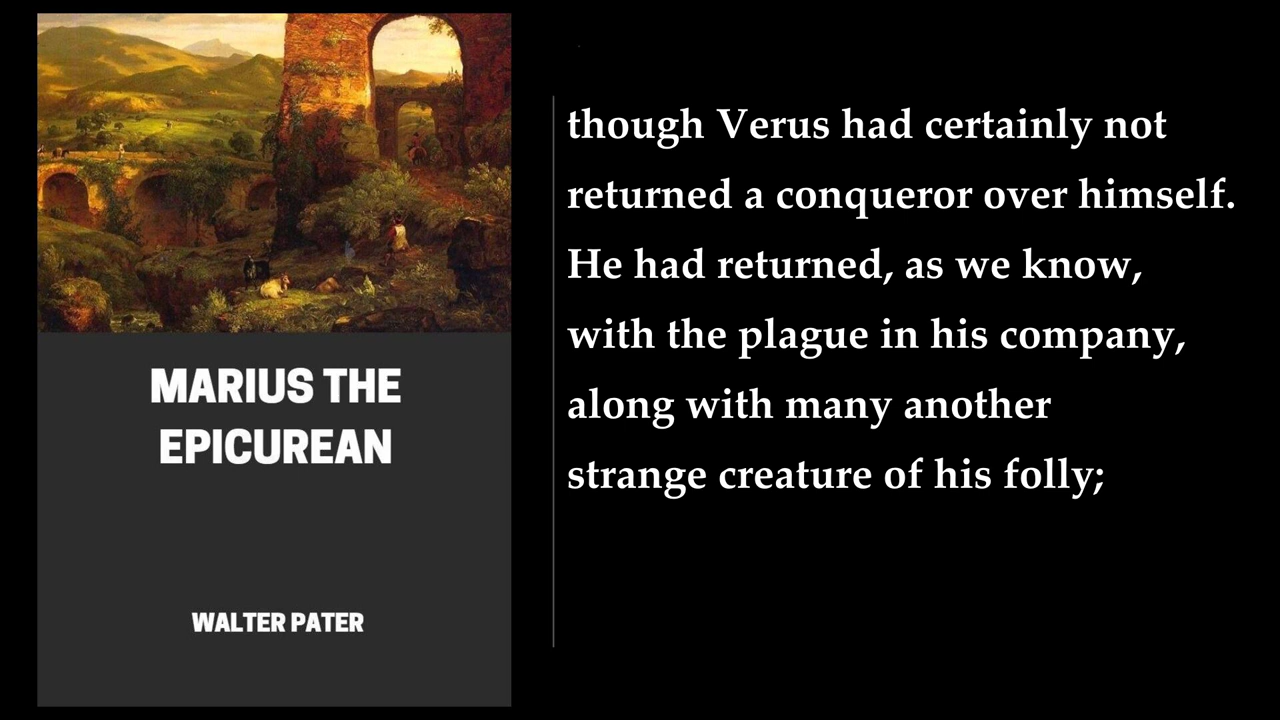 MARIUS THE
EPICUREAN
WALTER PATER
though Verus had certainly not
returned a conqueror over himself.
He had returned, as we know,
with the plague in his company,
along with many another
strange creature of his folly;